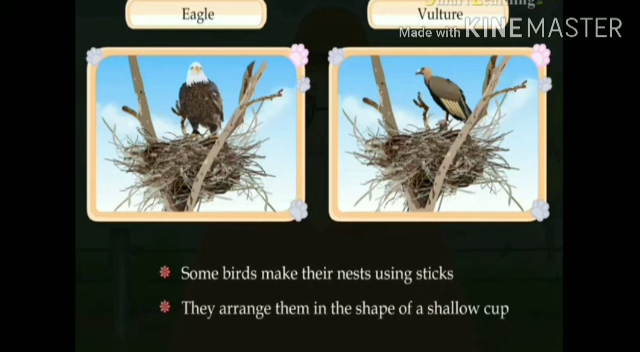 Eagle
Vulture
Made with KINEMASTER
Some birds make their nests using sticks
They arrange them in the shape of a shallow cup